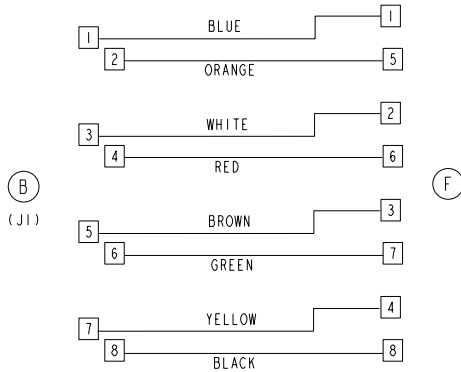 BLUE 1
1
2 ORANGE 5
WHITE 2
3
4 RED 6
B F
(J1)
BROWN 3
5
6 GREEN 7
YELLOW 4
7
8 BLACK 8